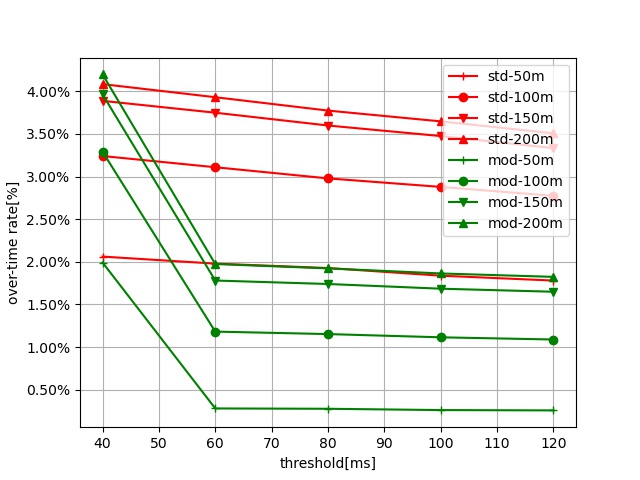 4.00%
3.50%
3.00%
2.50%
2.00%
1.50%
1.00%
0.50%
over-time rate[%]
40 50 60 70 80 90 100 110 120
threshold[ms]
std-50m
std-100m
std-150m
std-200m
mod-50m
mod-100m
mod-150m
mod-200m